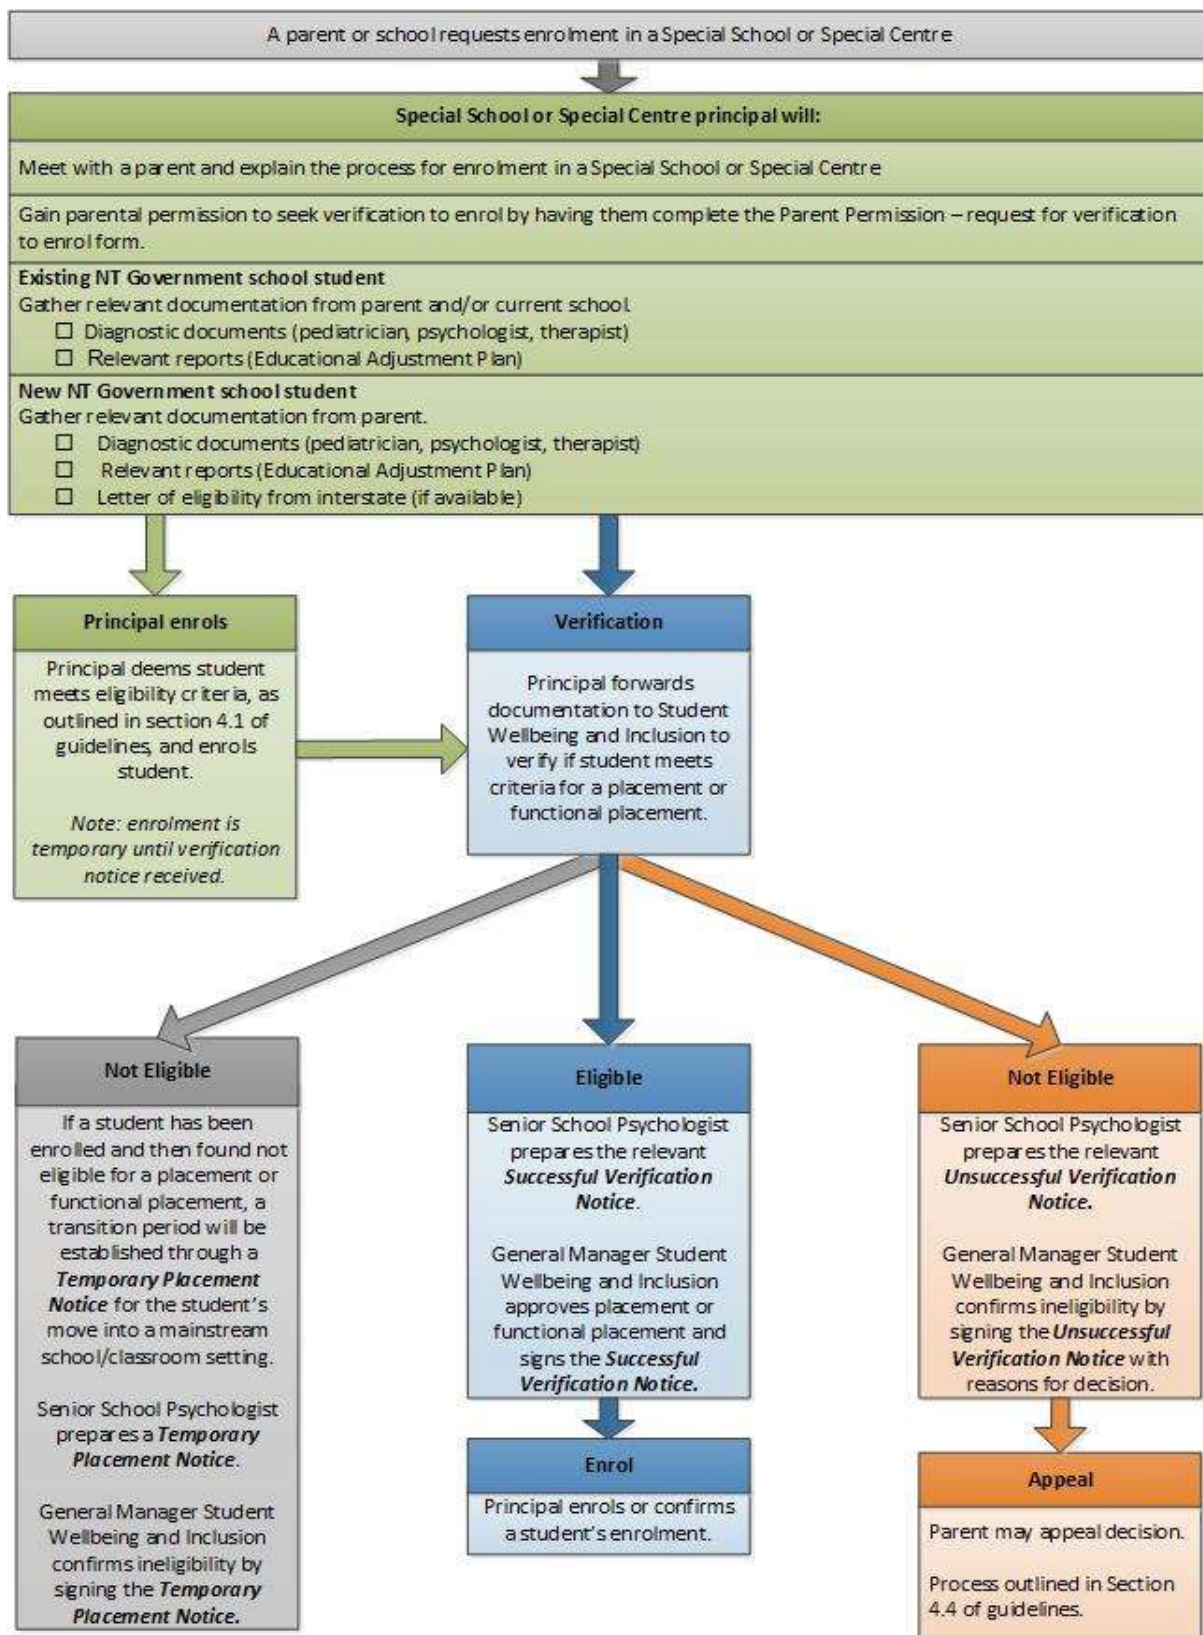 A parent or school requests enrolment in a Special School or Special Centre
Special School or Special Centre principal will:
Meet with a parent and explain the process for enrolment in a Special School or Special Centre
Gain parental permission to seek verification to enrol by having them complete the Parent Permission – request for verification
to enrol form.
Existing NT Government school student
Gather relevant documentation from parent and/or current school.
☐ Diagnostic documents (pediatrician, psychologist, therapist)
☐ Relevant reports (Educational Adjustment Plan)
New NT Government school student
Gather relevant documentation from parent.
☐ Diagnostic documents (pediatrician, psychologist, therapist)
☐ Relevant reports (Educational Adjustment Plan)
☐ Letter of eligibility from interstate (if available)
Principal enrols
Principal deems student
meets eligibility criteria, as
outlined in section 4.1 of
guidelines, and enrols
student.
Note: enrolment is
temporary until verification
notice received.
Verification
Principal forwards
documentation to Student
Wellbeing and Inclusion to
verify if student meets
criteria for a placement or
functional placement.
Not Eligible
If a student has been
enrolled and then found not
eligible for a placement or
functional placement, a
transition period will be
established through a
Temporary Placement
Notice for the student's
move into a mainstream
school/classroom setting.
Senior School Psychologist
prepares a Temporary
Placement Notice.
General Manager Student
Wellbeing and Inclusion
confirms ineligibility by
signing the Temporary
Placement Notice.
Eligible
Senior School Psychologist
prepares the relevant
Successful Verification
Notice.
General Manager Student
Wellbeing and Inclusion
approves placement or
functional placement and
signs the Successful
Verification Notice.
Enrol
Principal enrols or confirms
a student's enrolment.
Not Eligible
Senior School Psychologist
prepares the relevant
Unsuccessful Verification
Notice.
General Manager Student
Wellbeing and Inclusion
confirms ineligibility by
signing the Unsuccessful
Verification Notice with
reasons for decision.
Appeal
Parent may appeal decision.
Process outlined in Section
4.4 of guidelines.